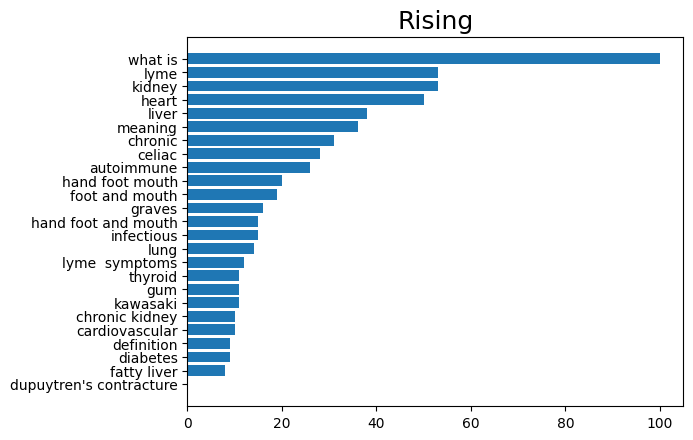 Rising
what is
lyme
kidney
heart
liver
meaning
chronic
celiac
autoimmune
hand foot mouth
foot and mouth
graves
hand foot and mouth
infectious
lung
lyme  symptoms
thyroid
gum
kawasaki
chronic kidney
cardiovascular
definition
diabetes
fatty liver
dupuytren's contracture
0 20 40 60 80 100